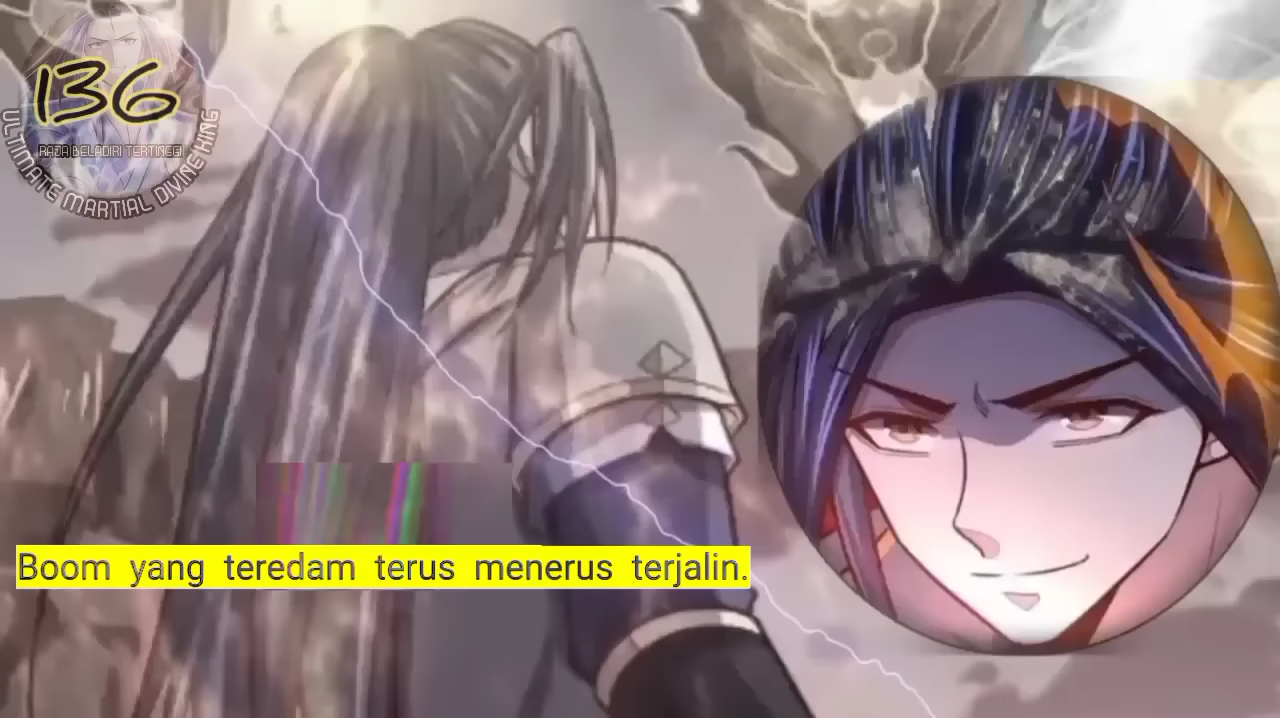 136
RAJA BELADIRI TERTINGGI
ULTIMATE MARTIAL DIVINE KING
Boom yang teredam terus menerus terjalin.